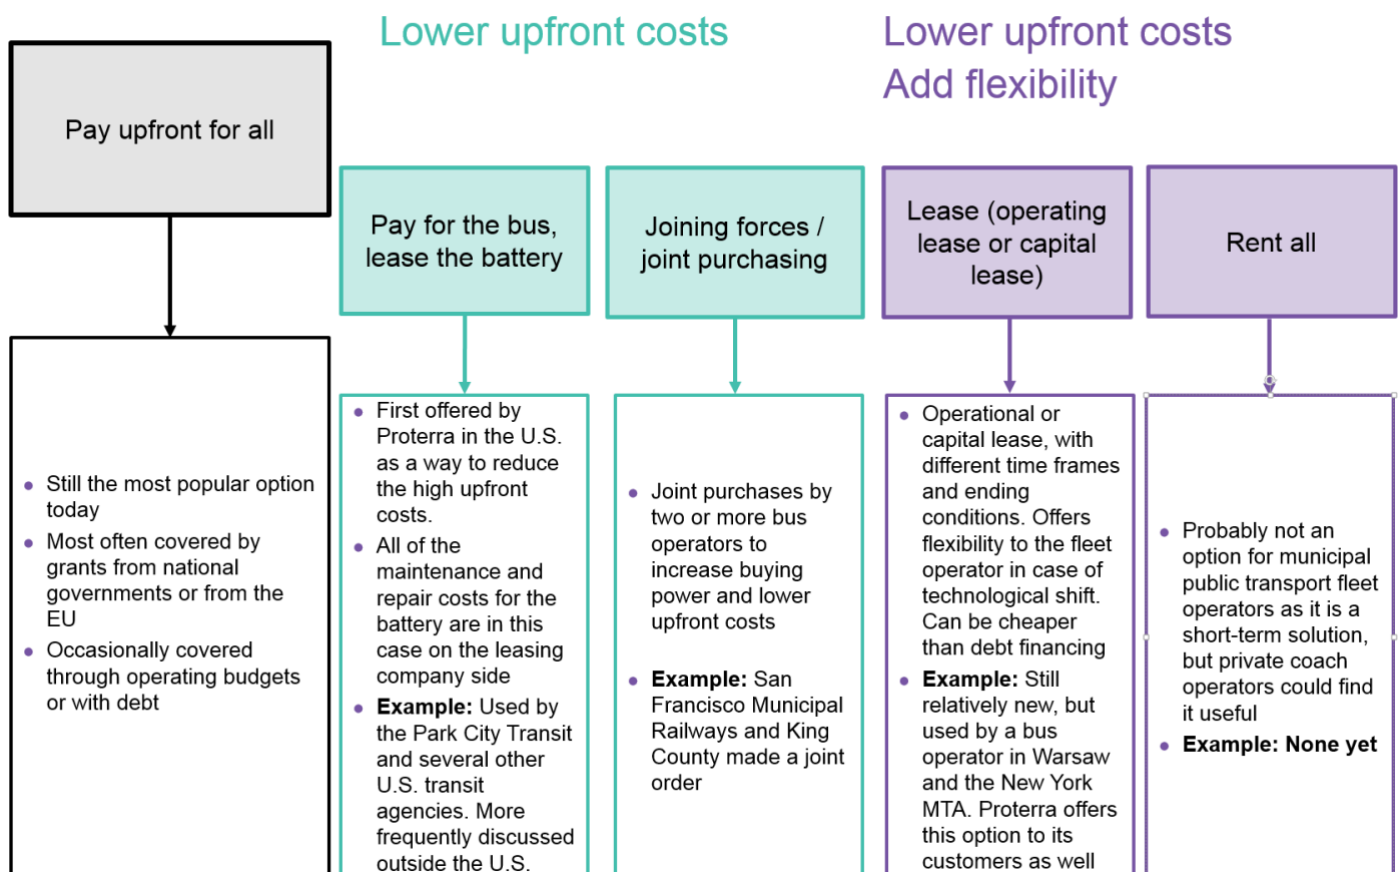 Lower upfront costs
Lower upfront costs
Add flexibility
Pay upfront for all
Pay for the bus,
lease the battery
Joining forces /
joint purchasing
Lease (operating
lease or capital
lease)
Rent all
• Still the most popular option
today
• Most often covered by
grants from national
governments or from the
EU
• Occasionally covered
through operating budgets
or with debt
• First offered by
Proterra in the U.S.
as a way to reduce
the high upfront
costs.
• All of the
maintenance and
repair costs for the
battery are in this
case on the leasing
company side
• Example: Used by
the Park City Transit
and several other
U.S. transit
agencies. More
frequently discussed
outside the U.S.
• Joint purchases by
two or more bus
operators to
increase buying
power and lower
upfront costs
• Example: San
Francisco Municipal
Railways and King
County made a joint
order
• Operational or
capital lease, with
different time frames
and ending
conditions. Offers
flexibility to the fleet
operator in case of
technological shift.
Can be cheaper
than debt financing
• Example: Still
relatively new, but
used by a bus
operator in Warsaw
and the New York
MTA. Proterra offers
this option to its
customers as well
• Probably not an
option for municipal
public transport fleet
operators as it is a
short-term solution,
but private coach
operators could find
it useful
• Example: None yet